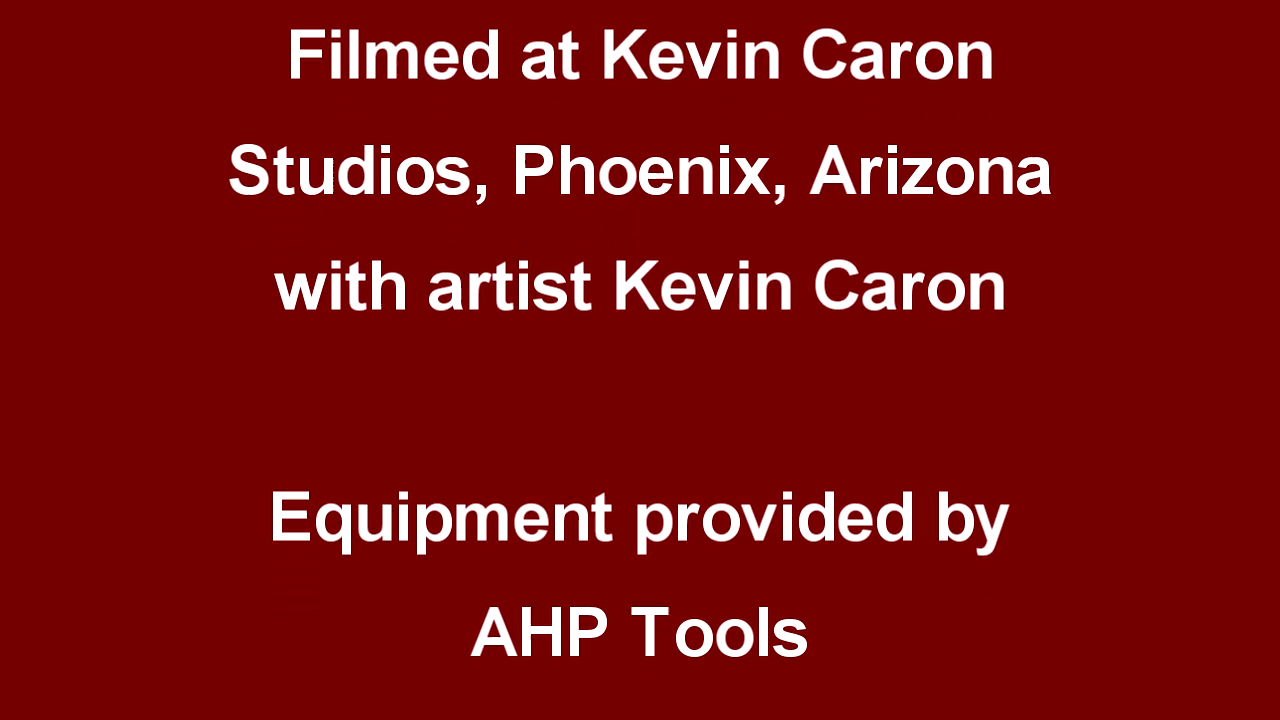 Filmed at Kevin Caron
Studios, Phoenix, Arizona
with artist Kevin Caron
Equipment provided by
AHP Tools